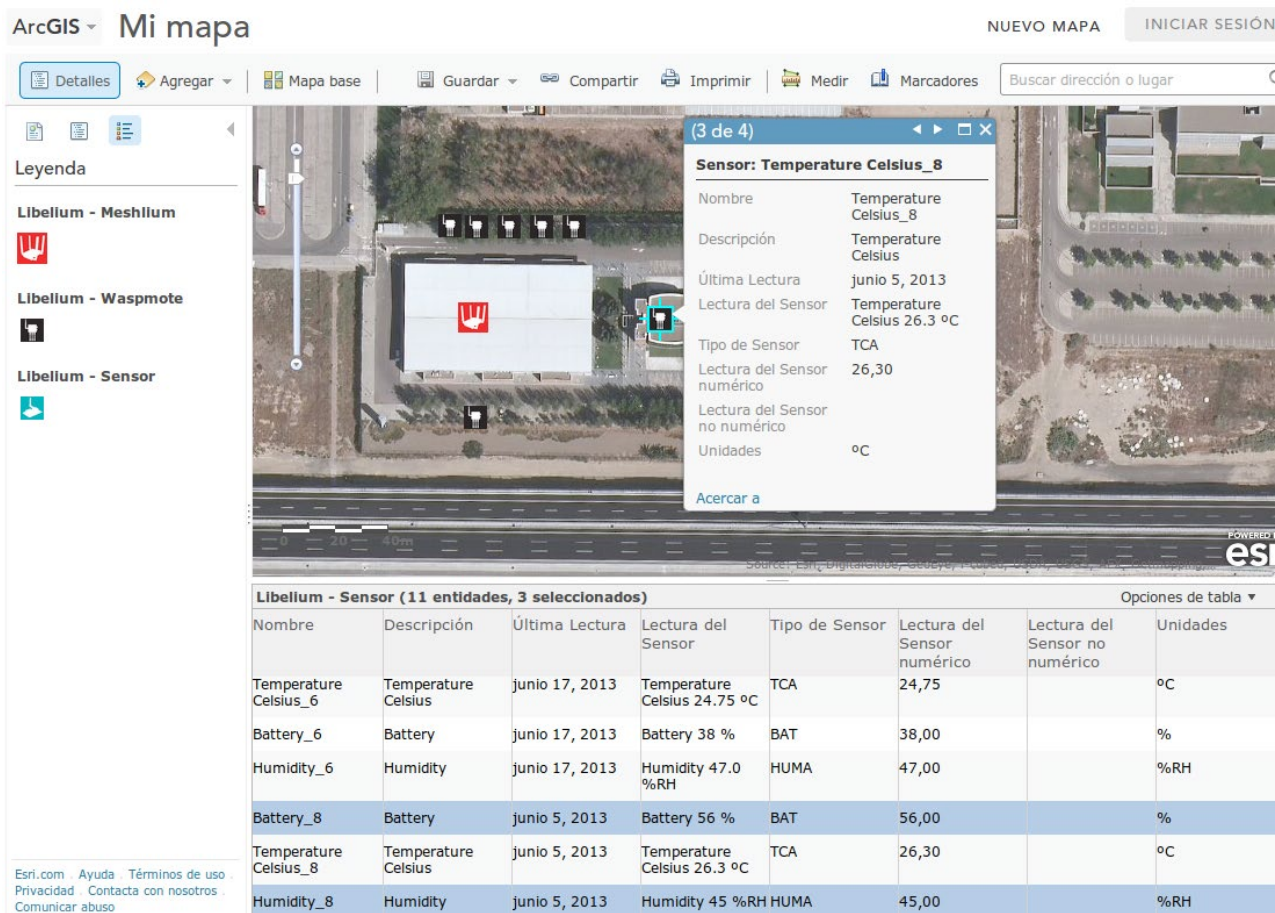 ArcGIS Mi mapa NUEVO MAPA INICIAR SESIÓN
Detalles Agregar Mapa base Guardar Compartir Imprimir Medir Marcadores Buscar dirección o lugar
Leyenda
Libelium - Meshlium
Libelium - Waspmote
Libelium - Sensor
(3 de 4)
Sensor: Temperature Celsius_8
Nombre Temperature
Celsius_8
Descripción Temperature
Celsius
Última Lectura junio 5, 2013
Lectura del Sensor Temperature
Celsius 26.3 ºC
Tipo de Sensor TCA
Lectura del Sensor 26,30
numérico
Lectura del Sensor
no numérico
Unidades ºC
Acercar a
0 20 40m
POWERED
esri
Source: Esri, DigitalGlobe, GeoEye, i-cubed, USDA, USGS, AEX,
Libelium - Sensor (11 entidades, 3 seleccionados) Opciones de tabla
Nombre Descripción Última Lectura Lectura del Tipo de Sensor Lectura del Lectura del Unidades
Sensor Sensor Sensor no
numérico numérico
Temperature Temperature junio 17, 2013 Temperature TCA 24,75 ºC
Celsius_6 Celsius Celsius 24.75 ºC
Battery_6 Battery junio 17, 2013 Battery 38 % BAT 38,00 %
Humidity_6 Humidity junio 17, 2013 Humidity 47.0 HUMA 47,00 %RH
%RH
Battery_8 Battery junio 5, 2013 Battery 56 % BAT 56,00 %
Temperature Temperature junio 5, 2013 Temperature TCA 26,30 ºC
Celsius_8 Celsius Celsius 26.3 ºC
Humidity_8 Humidity junio 5, 2013 Humidity 45 %RH HUMA 45,00 %RH
Esri.com . Ayuda . Términos de uso .
Privacidad . Contacta con nosotros .
Comunicar abuso